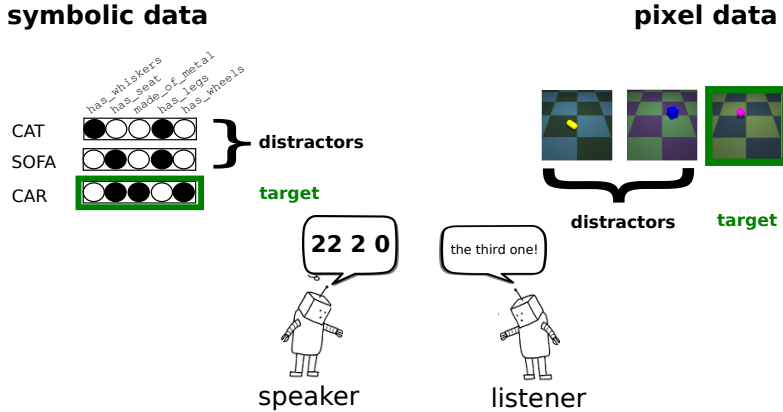 symbolic data
pixel data
has_whiskers
has_seat
made_of_metal
has_legs
has_wheels
CAT
SOFA
CAR
distractors
target
distractors
target
22 2 0
the third one!
speaker
listener